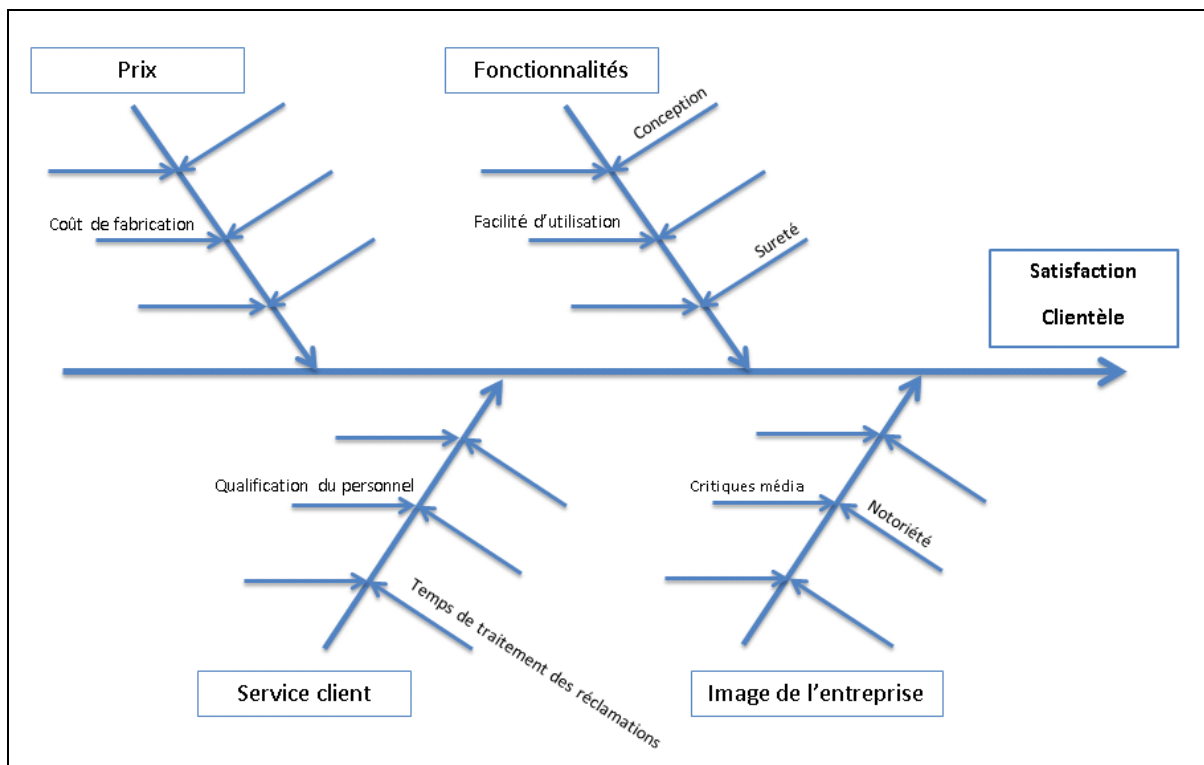 Prix
Fonctionnalités
Conception
Coût de fabrication
Facilité d'utilisation
Sureté
Satisfaction
Clientèle
Qualification du personnel
Critiques média
Notoriété
Temps de traitement des réclamations
Service client
Image de l'entreprise